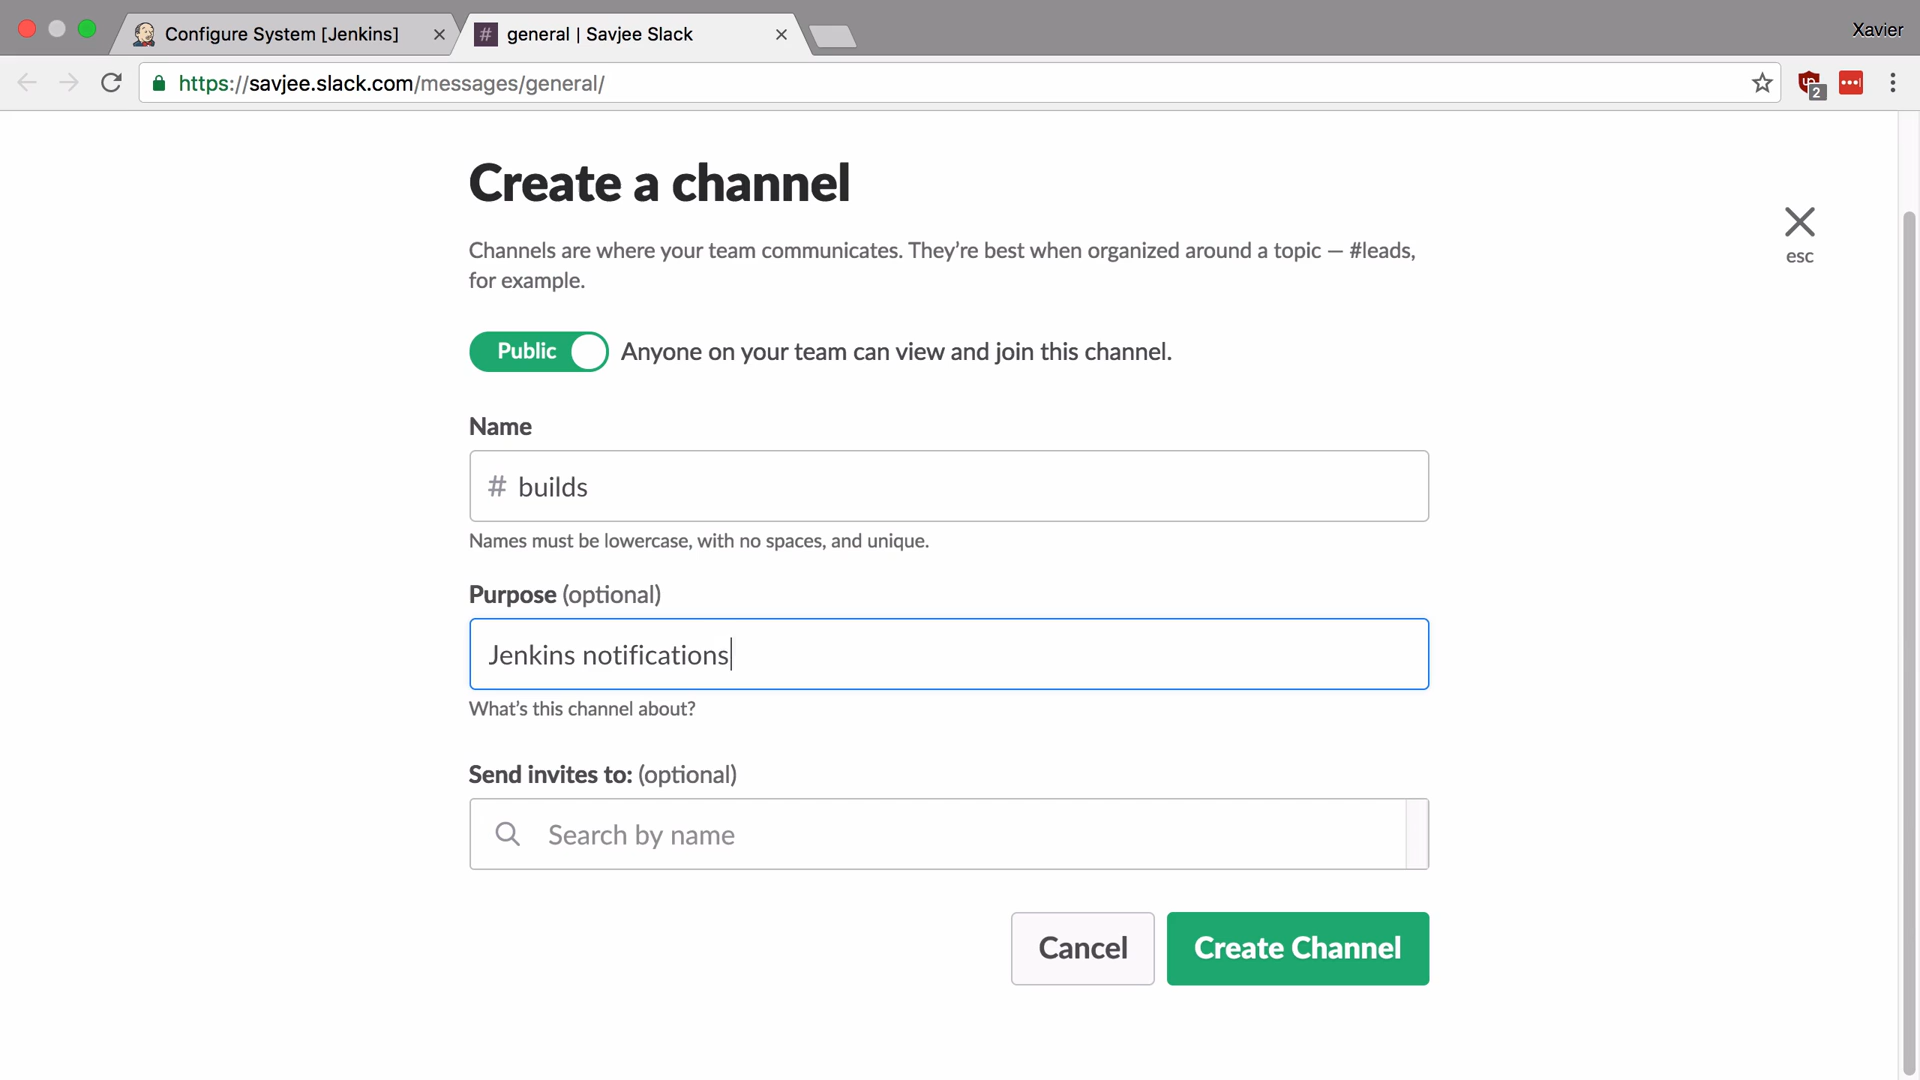 Configure System [Jenkins]
# general | Savjee Slack
Xavier
https://savjee.slack.com/messages/general/
2
Create a channel
Channels are where your team communicates. They’re best when organized around a topic — #leads,
for example.
esc
Public Anyone on your team can view and join this channel.
Name
# builds
Names must be lowercase, with no spaces, and unique.
Purpose (optional)
Jenkins notifications
What’s this channel about?
Send invites to: (optional)
Search by name
Cancel Create Channel